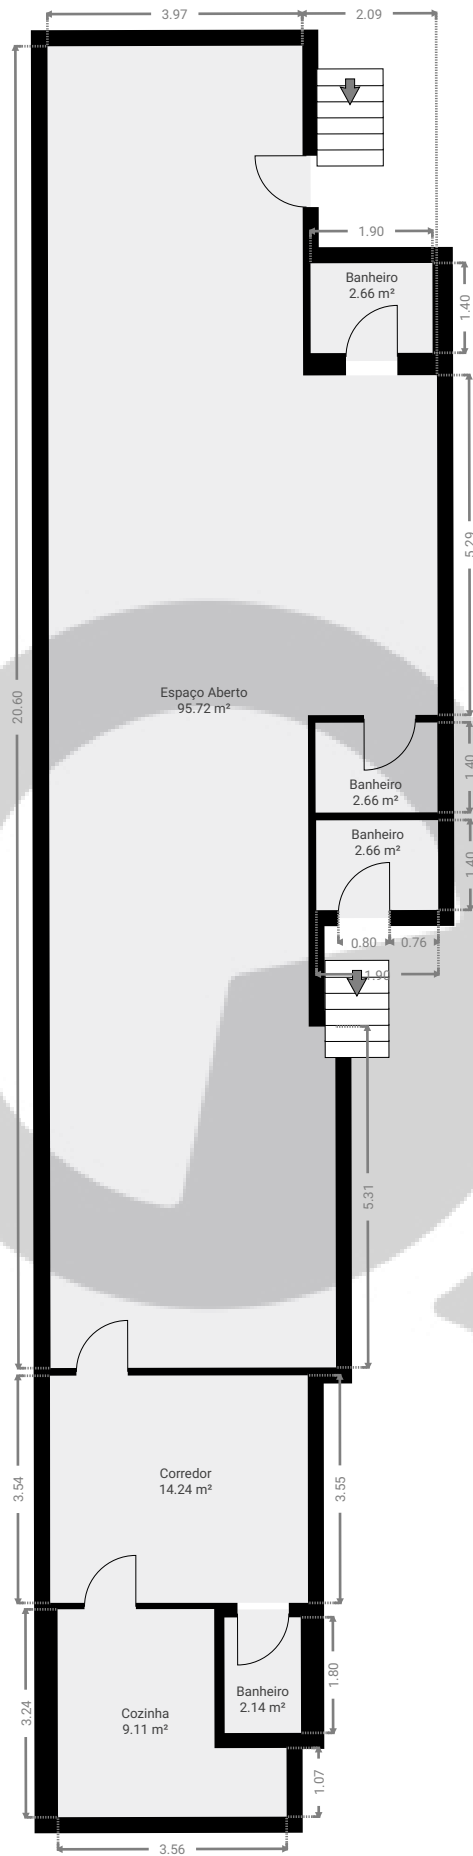 3.97
2.09
1.90
Banheiro
2.66 m²
1.40
5.29
20.60
Espaço Aberto
95.72 m²
Banheiro
2.66 m²
1.40
Banheiro
2.66 m²
1.40
0.80
0.76
1.90
5.31
Corredor
14.24 m²
3.54
3.55
Banheiro
2.14 m²
1.80
Cozinha
9.11 m²
3.24
1.07
3.56